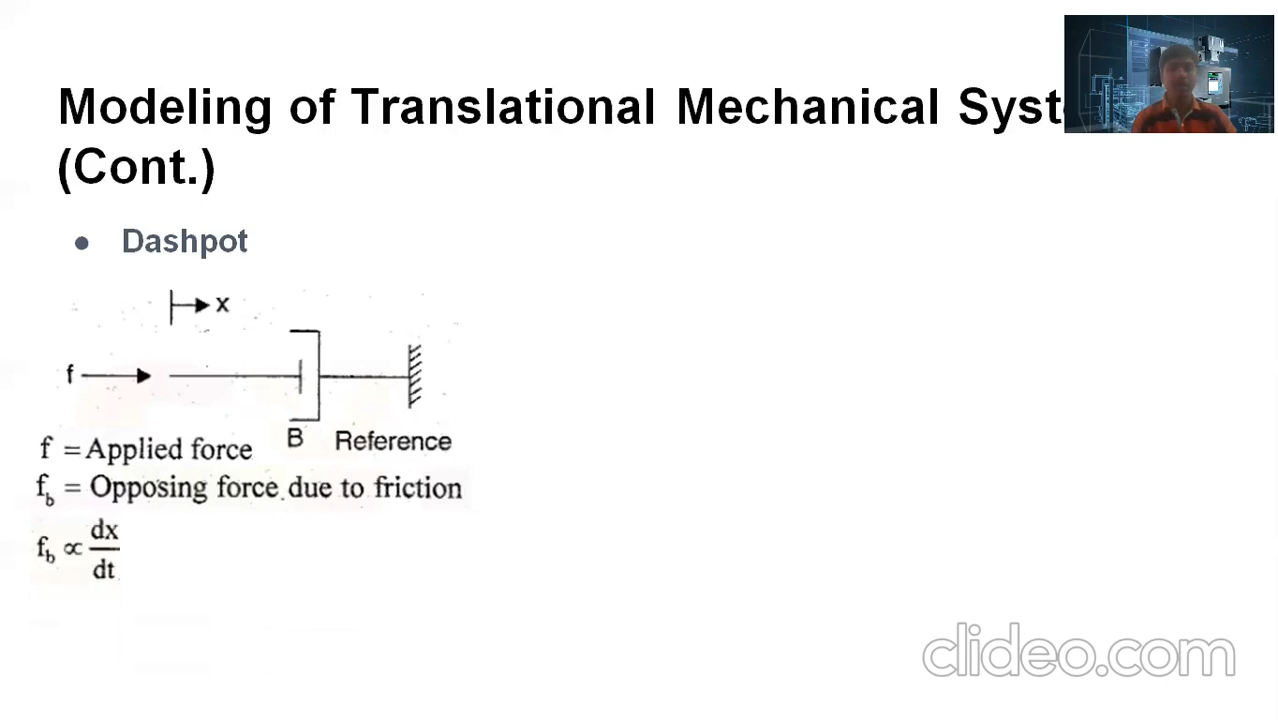 Modeling of Translational Mechanical Syst
(Cont.)
● Dashpot
x
f
B Reference
f = Applied force
f_b = Opposing force due to friction
f_b ∝ dx/dt
clideo.com